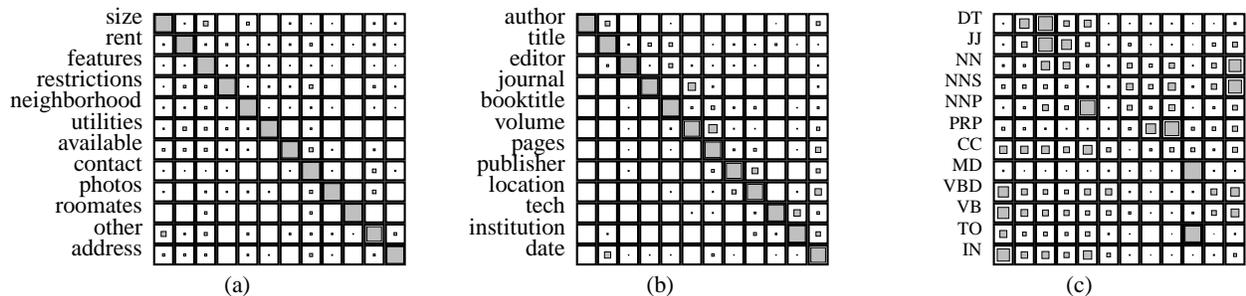 size
rent
features
restrictions
neighborhood
utilities
available
contact
photos
roomates
other
address
(a)
author
title
editor
journal
booktitle
volume
pages
publisher
location
tech
institution
date
(b)
DT
JJ
NN
NNS
NNP
PRP
CC
MD
VBD
VB
TO
IN
(c)